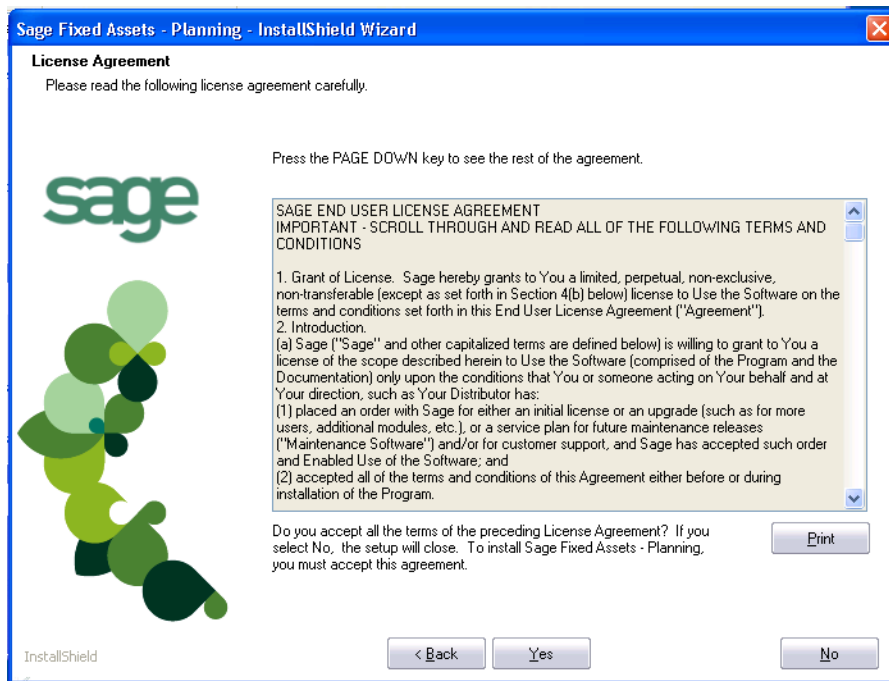 Sage Fixed Assets - Planning - InstallShield Wizard
License Agreement
Please read the following license agreement carefully.
Press the PAGE DOWN key to see the rest of the agreement.
sage
SAGE END USER LICENSE AGREEMENT
IMPORTANT - SCROLL THROUGH AND READ ALL OF THE FOLLOWING TERMS AND
CONDITIONS
1. Grant of License.  Sage hereby grants to You a limited, perpetual, non-exclusive,
non-transferable (except as set forth in Section 4(b) below) license to Use the Software on the
terms and conditions set forth in this End User License Agreement ("Agreement").
2. Introduction.
(a) Sage ("Sage" and other capitalized terms are defined below) is willing to grant to You a
license of the scope described herein to Use the Software (comprised of the Program and the
Documentation) only upon the conditions that You or someone acting on Your behalf and at
Your direction, such as Your Distributor has:
(1) placed an order with Sage for either an initial license or an upgrade (such as for more
users, additional modules, etc.), or a service plan for future maintenance releases
("Maintenance Software") and/or for customer support, and Sage has accepted such order
and Enabled Use of the Software; and
(2) accepted all of the terms and conditions of this Agreement either before or during
installation of the Program.
Do you accept all the terms of the preceding License Agreement?  If you
select No,  the setup will close.  To install Sage Fixed Assets - Planning,
you must accept this agreement.
Print
InstallShield
< Back
Yes
No